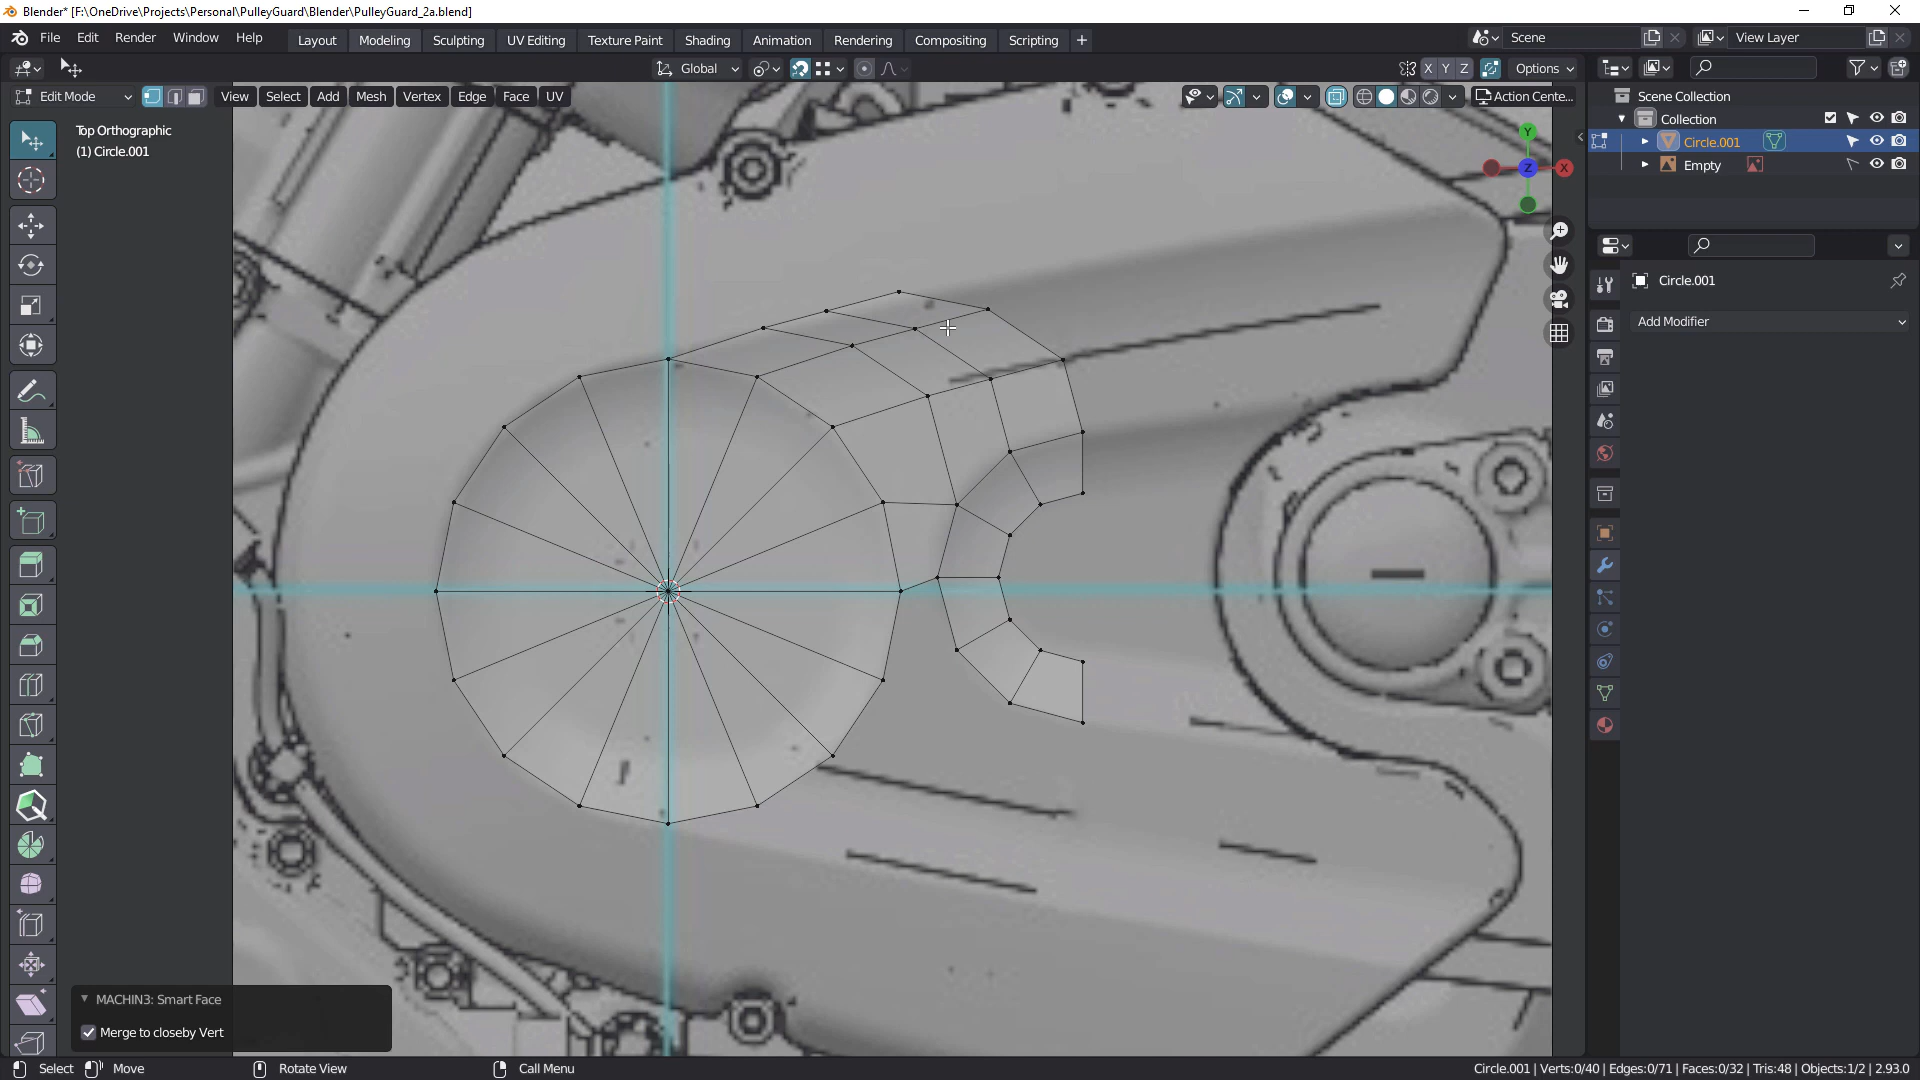 Blender* [F:\OneDrive\Projects\Personal\PulleyGuard\Blender\PulleyGuard_2a.blend]
File Edit Render Window Help
Layout Modeling Sculpting UV Editing Texture Paint Shading Animation Rendering Compositing Scripting +
Scene
View Layer
Global
X Y Z
Options
Edit Mode
View Select Add Mesh Vertex Edge Face UV
Action Cente...
Top Orthographic
(1) Circle.001
Y
Z
X
Scene Collection
Collection
Circle.001
Empty
Circle.001
Add Modifier
MACHIN3: Smart Face
Merge to closeby Vert
Select
Move
Rotate View
Call Menu
Circle.001 | Verts:0/40 | Edges:0/71 | Faces:0/32 | Tris:48 | Objects:1/2 | 2.93.0